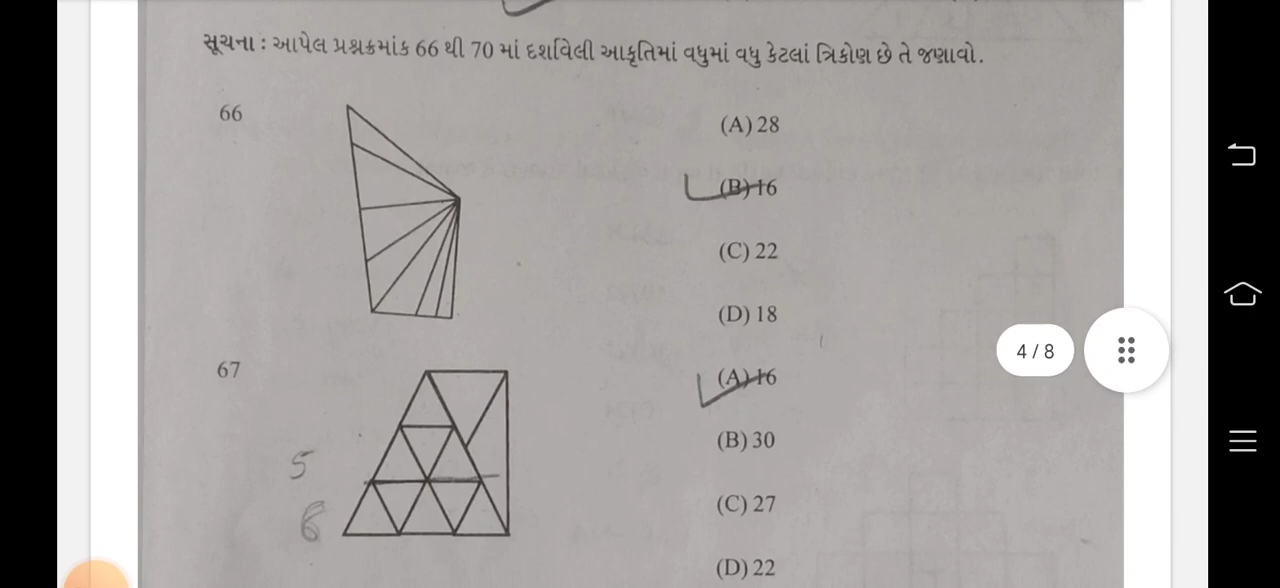 સૂચના : આપેલ પ્રશ્નક્રમાંક 66 થી 70 માં દર્શાવેલી આકૃતિમાં વધુમાં વધુ કેટલાં ત્રિકોણ છે તે જણાવો.
66
(A) 28
(B) 16
(C) 22
(D) 18
67
(A) 16
(B) 30
(C) 27
(D) 22
5
6
4 / 8